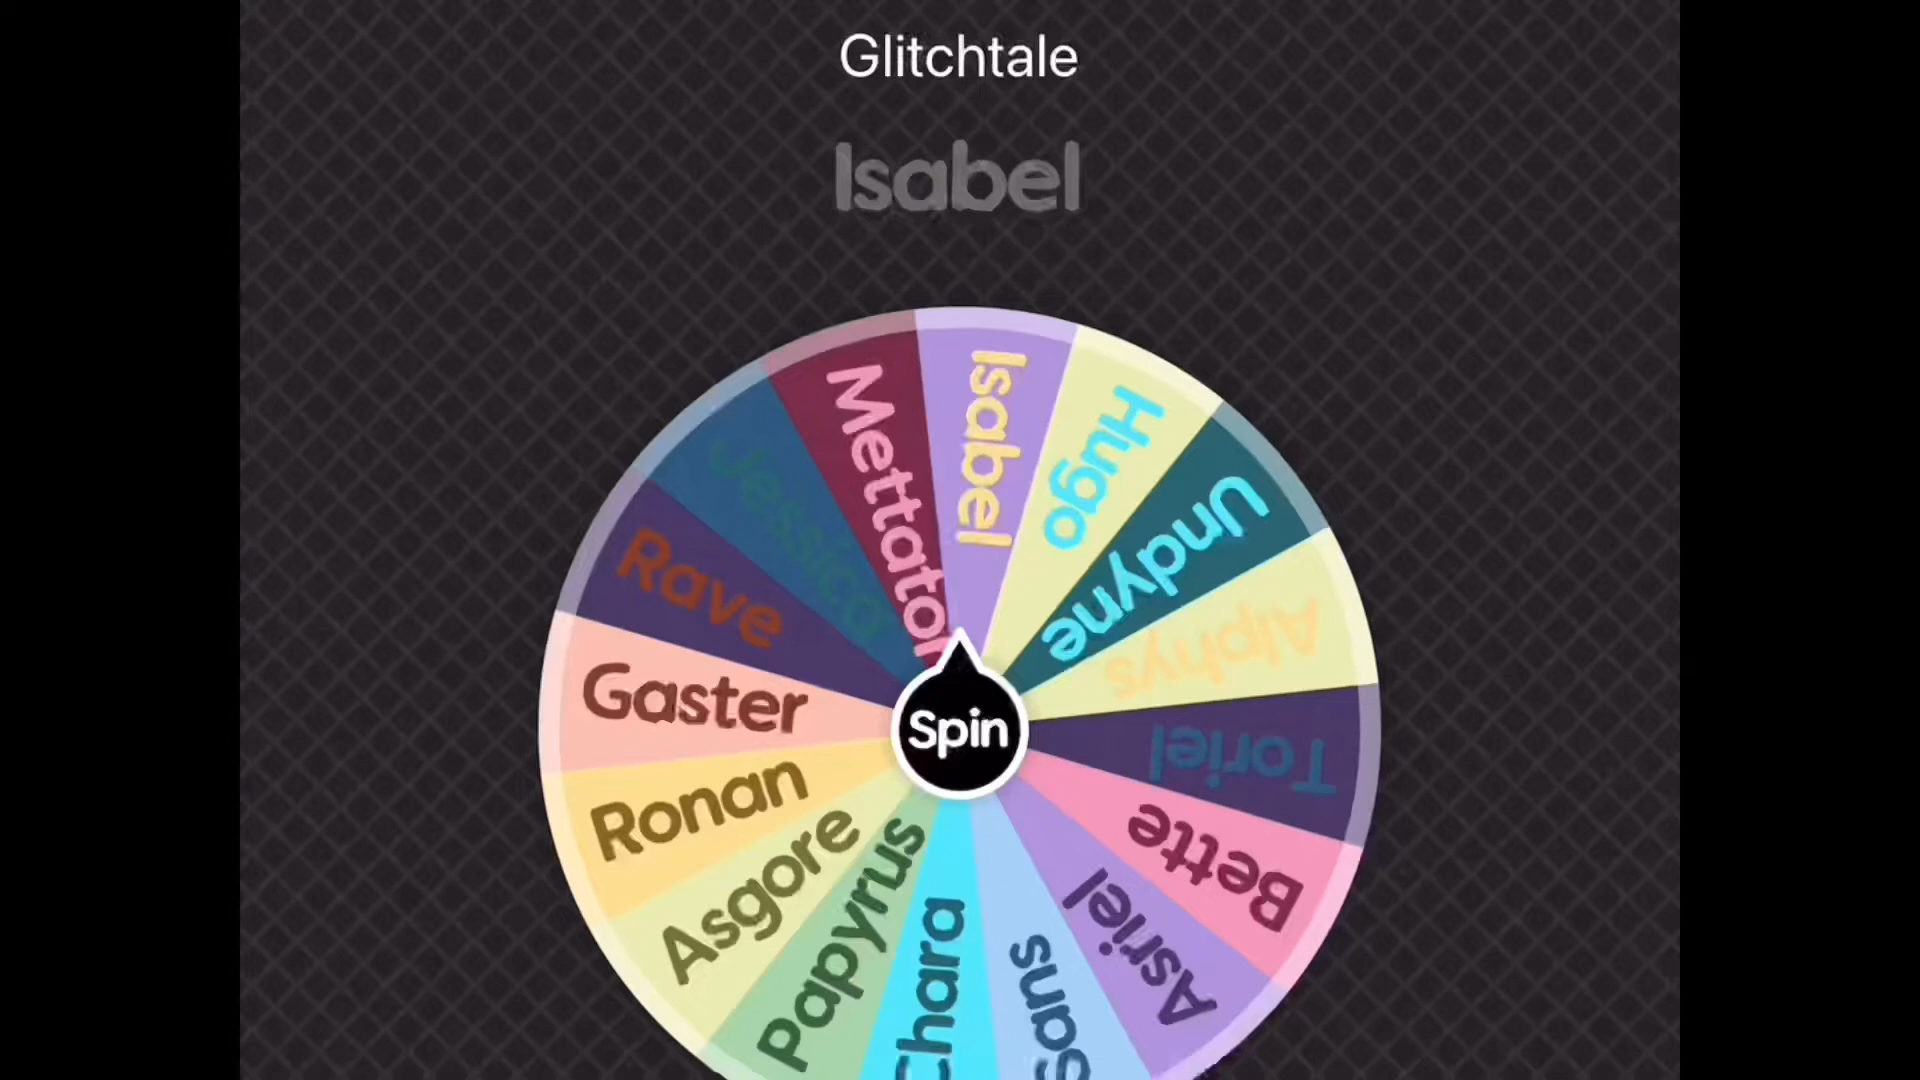 Glitchtale
Isabel
Isabel
Hugo
Undyne
Alphys
Toriel
Bette
Asriel
Sans
Chara
Papyrus
Asgore
Ronan
Gaster
Rave
Jessica
Mettaton
Spin